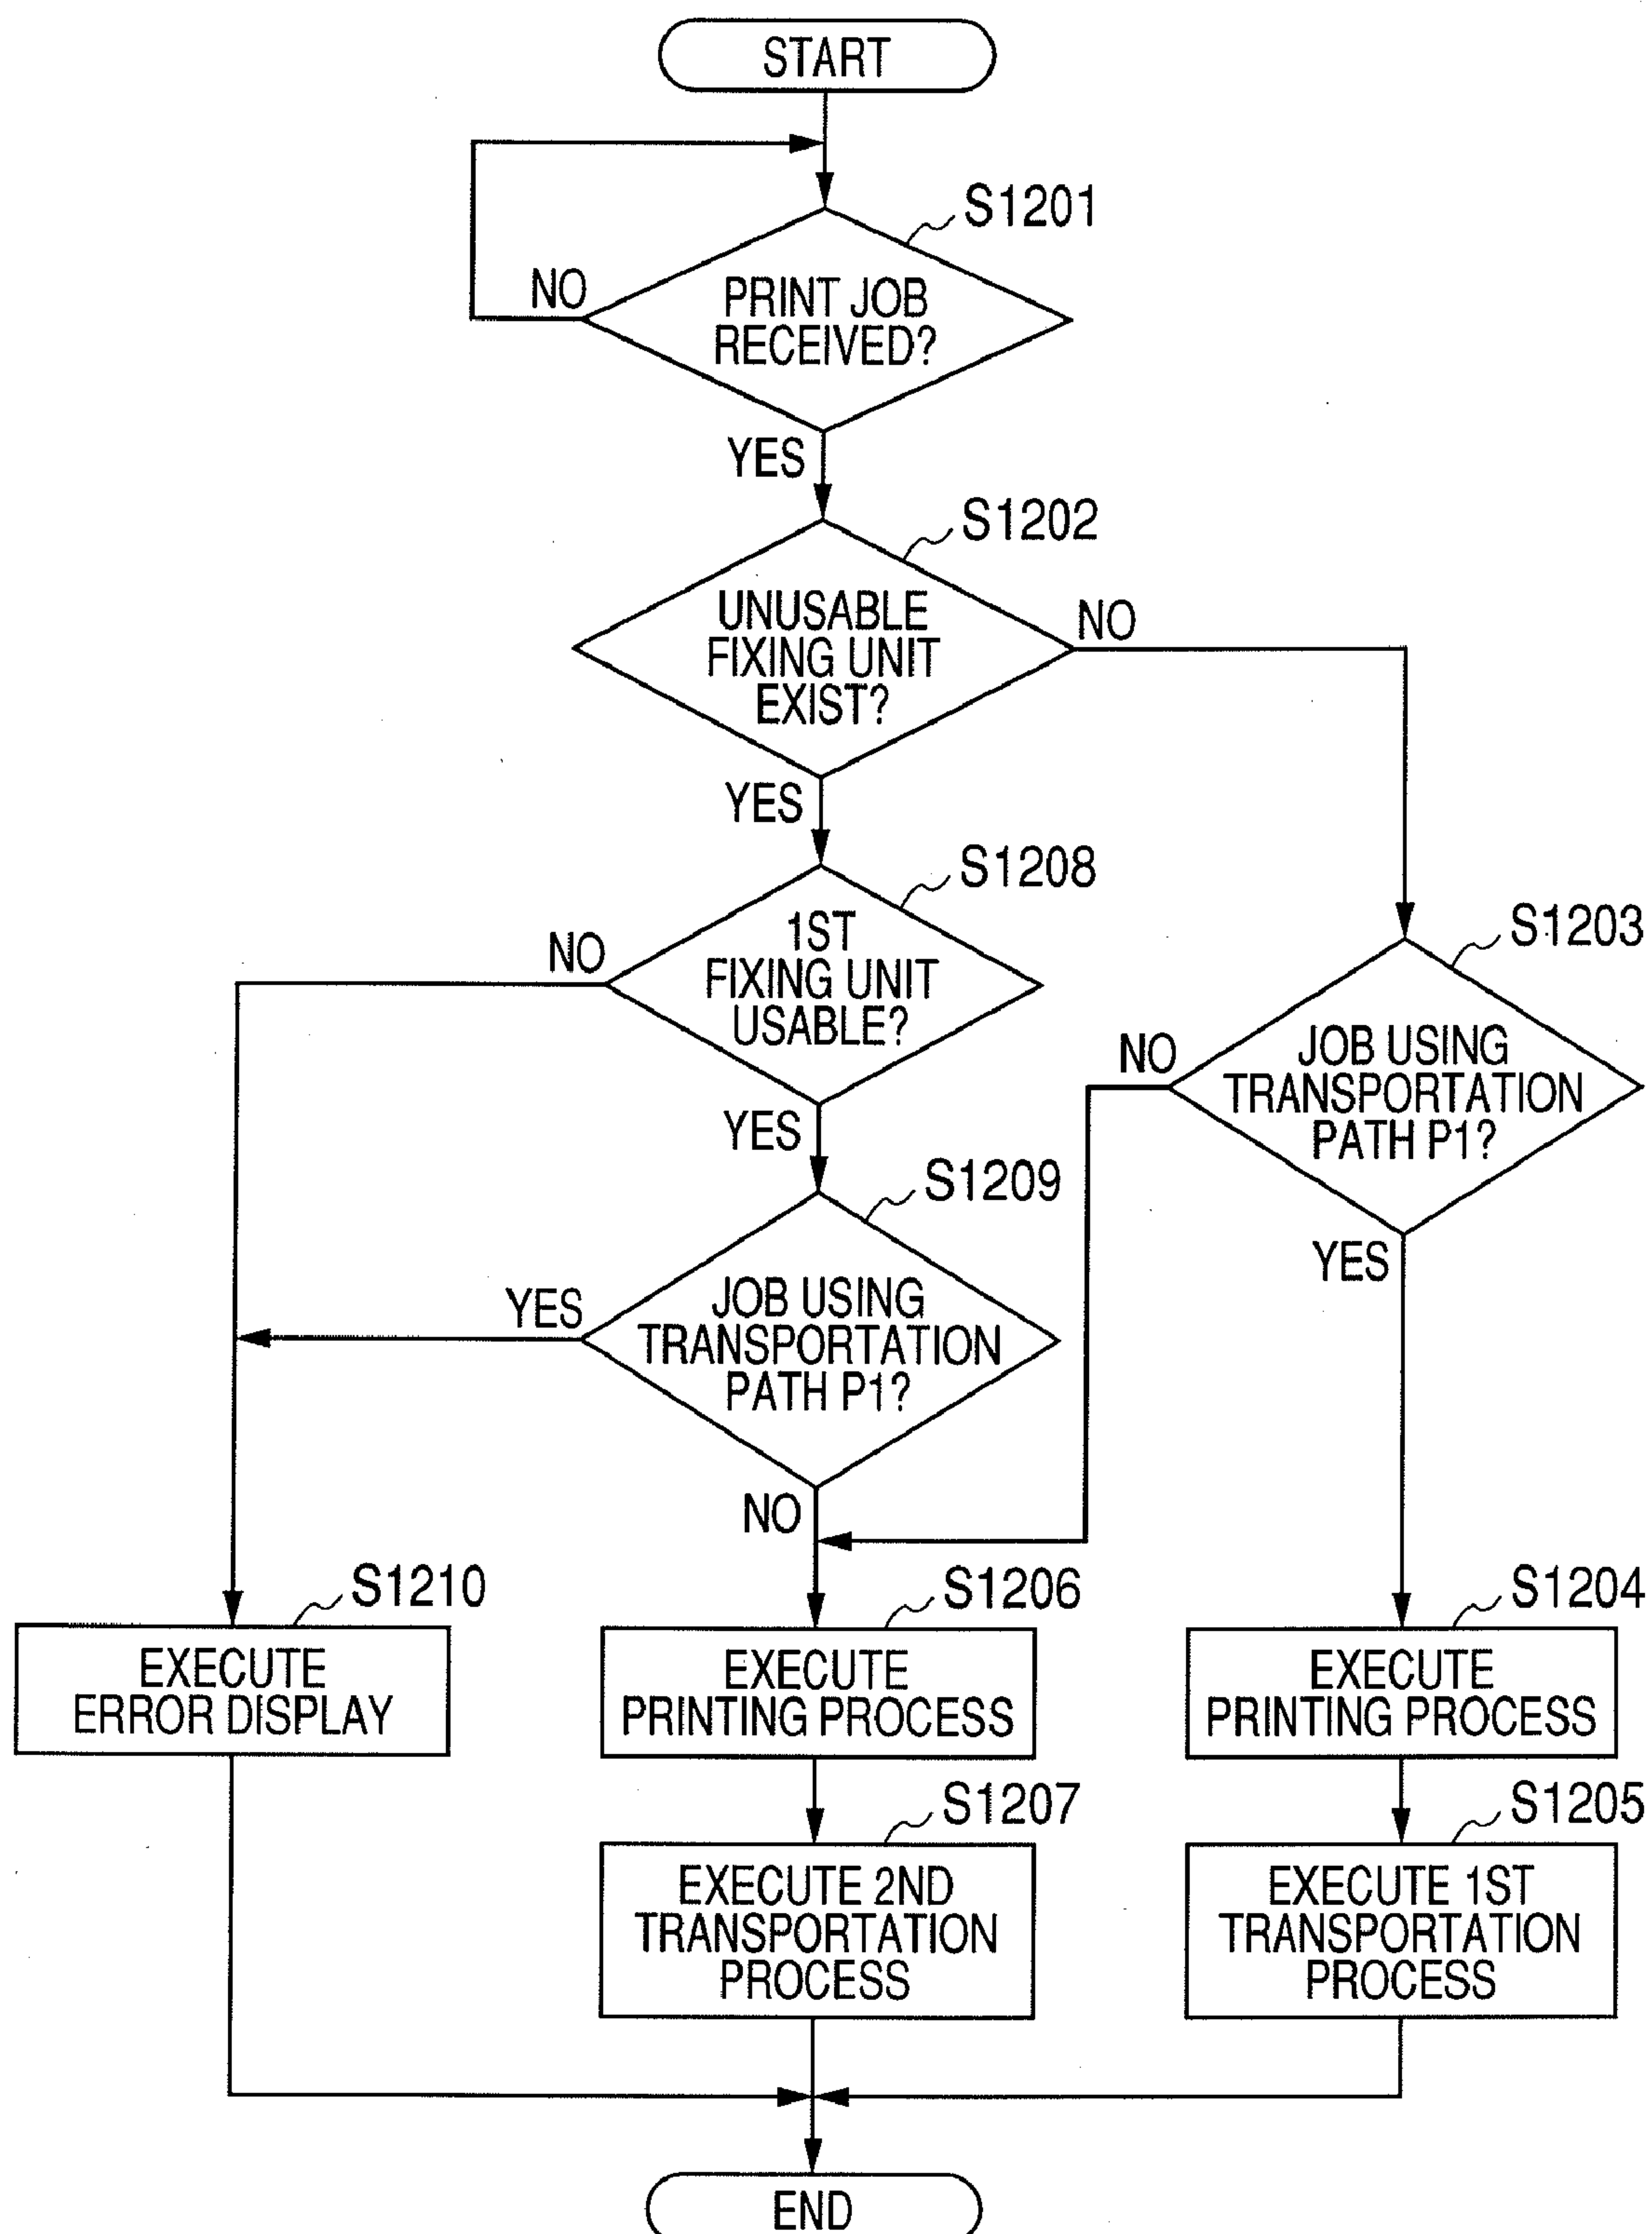 START
S1201
NO
PRINT JOB
RECEIVED?
YES
S1202
UNUSABLE
FIXING UNIT
EXIST?
NO
YES
S1208
1ST
FIXING UNIT
USABLE?
NO
YES
S1203
JOB USING
TRANSPORTATION
PATH P1?
NO
YES
S1209
JOB USING
TRANSPORTATION
PATH P1?
YES
NO
S1210
EXECUTE
ERROR DISPLAY
S1206
EXECUTE
PRINTING PROCESS
S1204
EXECUTE
PRINTING PROCESS
S1207
EXECUTE 2ND
TRANSPORTATION
PROCESS
S1205
EXECUTE 1ST
TRANSPORTATION
PROCESS
END